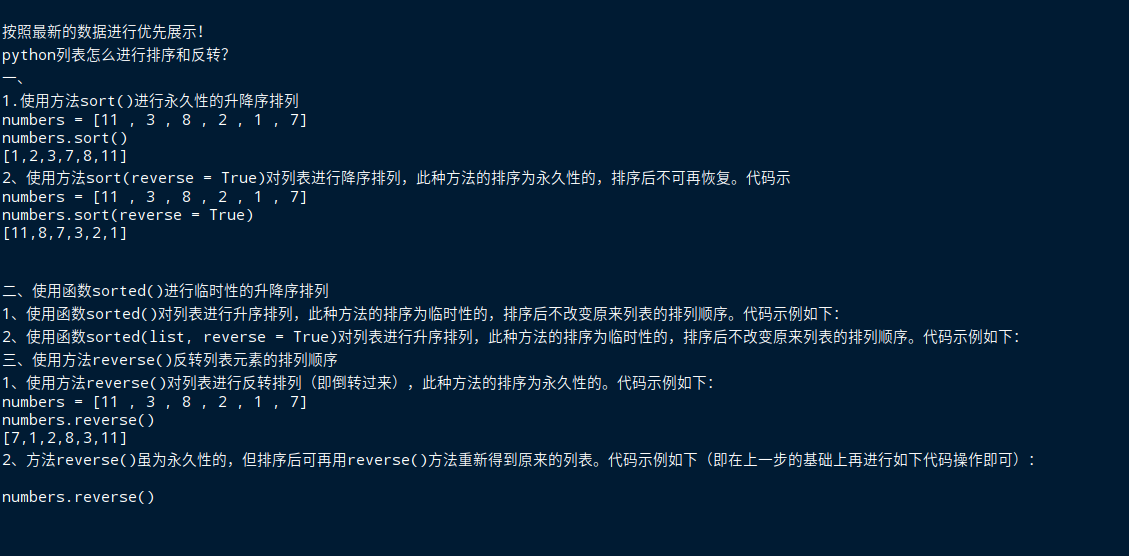 按照最新的数据进行优先展示！
python列表怎么进行排序和反转？
一、
1.使用方法sort()进行永久性的升降序排列
numbers = [11 , 3 , 8 , 2 , 1 , 7]
numbers.sort()
[1,2,3,7,8,11]
2、使用方法sort(reverse = True)对列表进行降序排列，此种方法的排序为永久性的，排序后不可再恢复。代码示
numbers = [11 , 3 , 8 , 2 , 1 , 7]
numbers.sort(reverse = True)
[11,8,7,3,2,1]
二、使用函数sorted()进行临时性的升降序排列
1、使用函数sorted()对列表进行升序排列，此种方法的排序为临时性的，排序后不改变原来列表的排列顺序。代码示例如下：
2、使用函数sorted(list, reverse = True)对列表进行升序排列，此种方法的排序为临时性的，排序后不改变原来列表的排列顺序。代码示例如下：
三、使用方法reverse()反转列表元素的排列顺序
1、使用方法reverse()对列表进行反转排列（即倒转过来），此种方法的排序为永久性的。代码示例如下：
numbers = [11 , 3 , 8 , 2 , 1 , 7]
numbers.reverse()
[7,1,2,8,3,11]
2、方法reverse()虽为永久性的，但排序后可再用reverse()方法重新得到原来的列表。代码示例如下（即在上一步的基础上再进行如下代码操作即可）：
numbers.reverse()